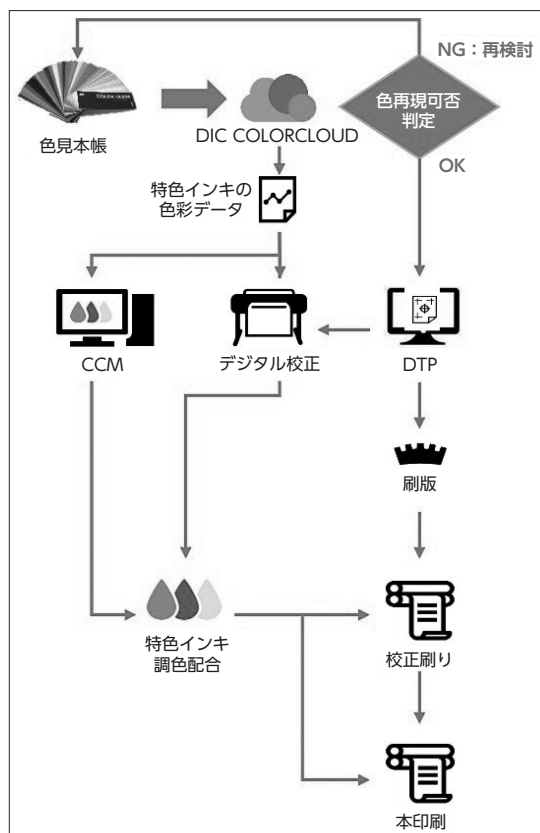 NG：再検討
色再現可否
判定
OK
色見本帳
DIC COLORCLOUD
特色インキの
色彩データ
CCM
デジタル校正
DTP
刷版
特色インキ
調色配合
校正刷り
本印刷